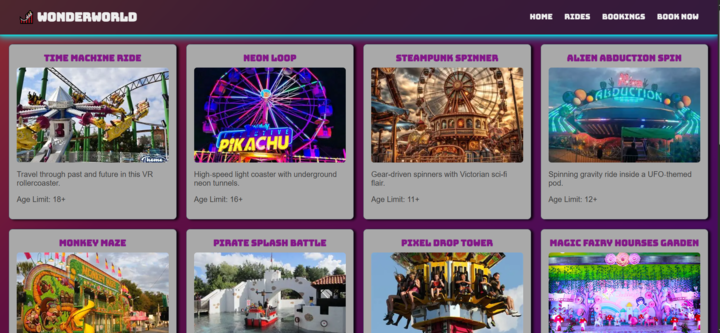 WONDERWORLD
HOME RIDES BOOKINGS BOOK NOW
TIME MACHINE RIDE
Travel through past and future in this VR
rollercoaster.
Age Limit: 18+
NEON LOOP
PIKACHU
High-speed light coaster with underground
neon tunnels.
Age Limit: 16+
STEAMPUNK SPINNER
Gear-driven spinners with Victorian sci-fi
flair.
Age Limit: 11+
ALIEN ABDUCTION SPIN
ABDUCTION
Spinning gravity ride inside a UFO-themed
pod.
Age Limit: 12+
MONKEY MAZE
PIRATE SPLASH BATTLE
PIXEL DROP TOWER
MAGIC FAIRY HOURSES GARDEN